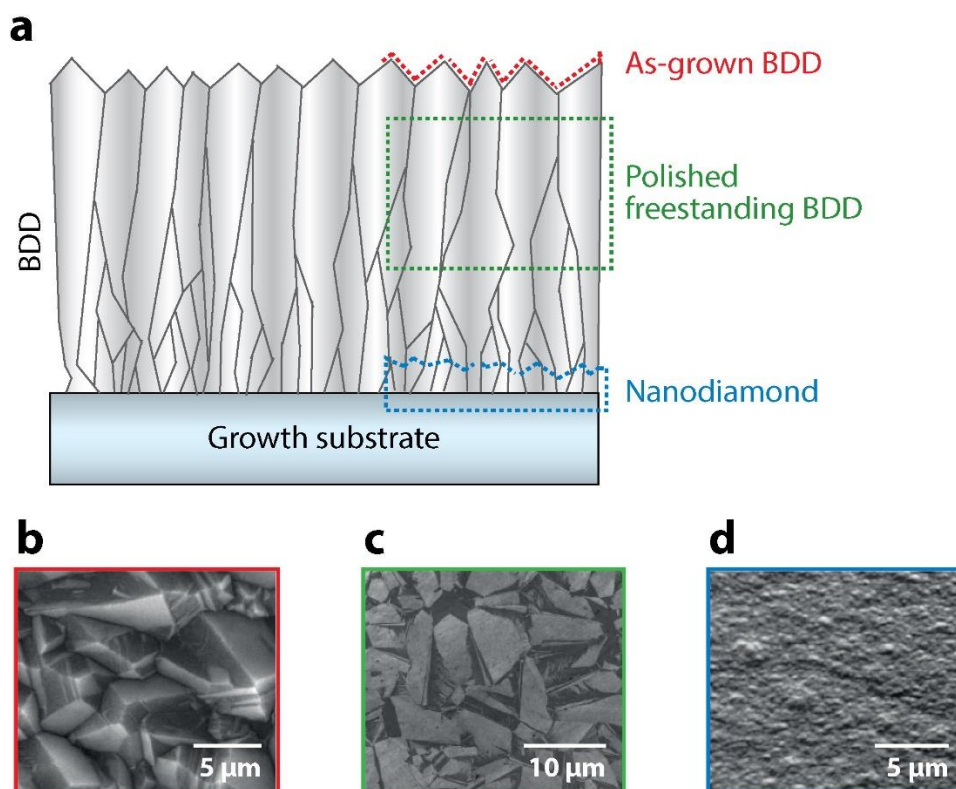 a
As-grown BDD
Polished
freestanding BDD
BDD
Nanodiamond
Growth substrate
b
c
d
5 μm
10 μm
5 μm